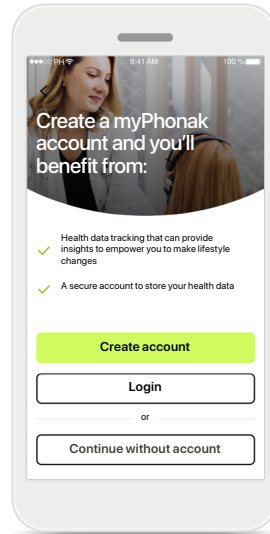 PH 9:41 AM 100 %
Create a myPhonak
account and you'll
benefit from:
Health data tracking that can provide
insights to empower you to make lifestyle
changes
A secure account to store your health data
Create account
Login
or
Continue without account